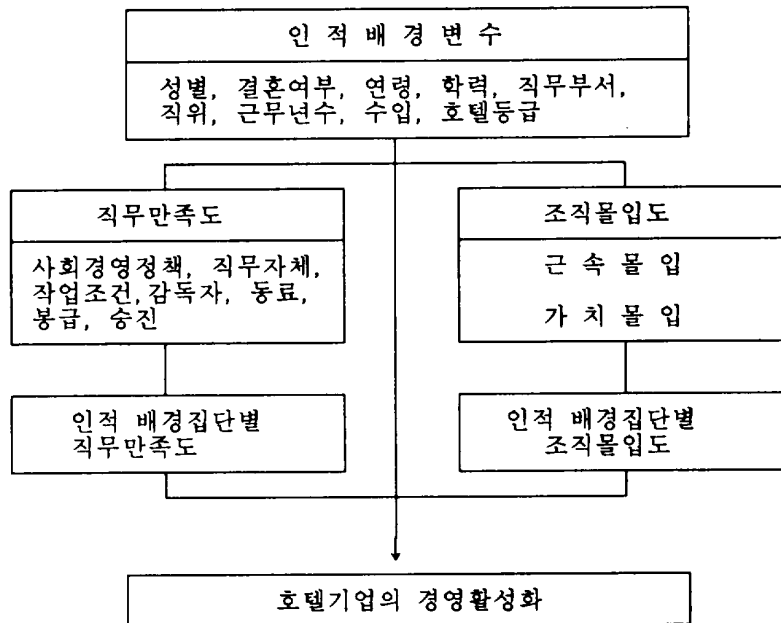 인 적 배 경 변 수
성별, 결혼여부, 연령, 학력, 직무부서,
직위, 근무년수, 수입, 호텔등급
직무만족도
사회경영정책, 직무자체,
작업조건, 감독자, 동료,
봉급, 승진
조직몰입도
근 속 몰 입
가 치 몰 입
인적 배경집단별
직무만족도
인적 배경집단별
조직몰입도
호텔기업의 경영활성화